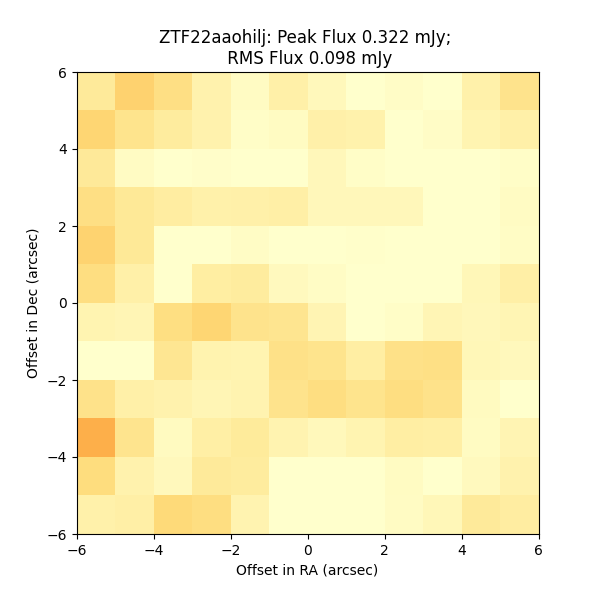 ZTF22aaohilj: Peak Flux 0.322 mJy;
RMS Flux 0.098 mJy
6
4
2
0
−2
−4
−6
Offset in Dec (arcsec)
−6 −4 −2 0 2 4 6
Offset in RA (arcsec)